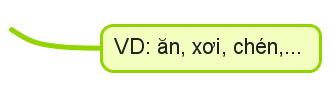 VD: ăn, xơi, chén,...